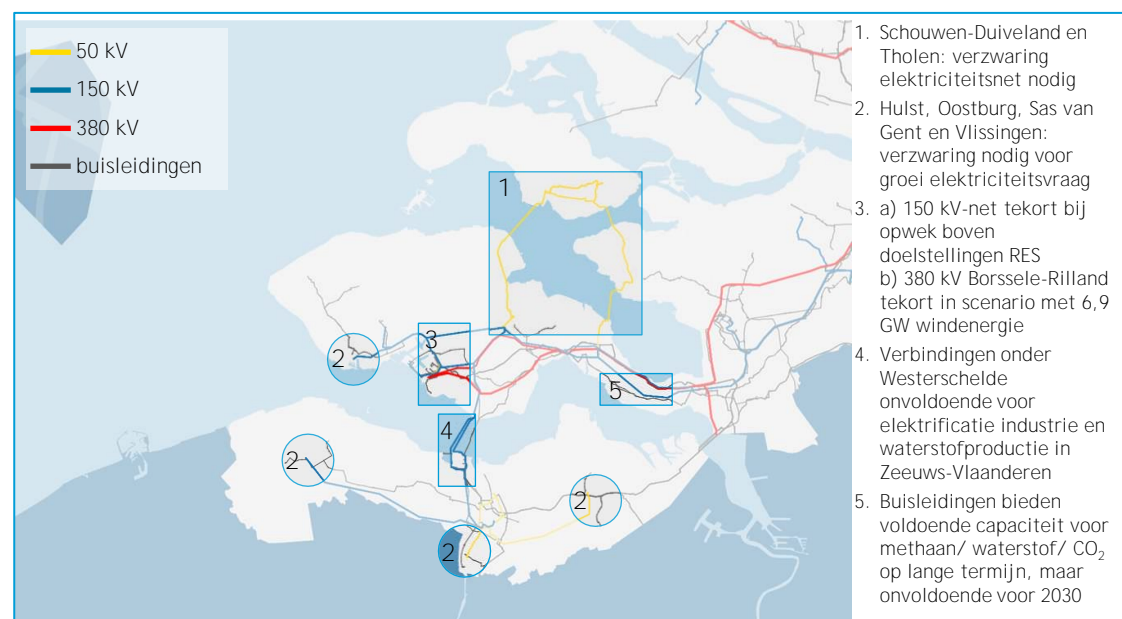 50 kV
150 kV
380 kV
buisleidingen
1
2
3
4
5
2
2
2
1. Schouwen-Duiveland en
Tholen: verzwaring
elektriciteitsnet nodig
2. Hulst, Oostburg, Sas van
Gent en Vlissingen:
verzwaring nodig voor
groei elektriciteitsvraag
3. a) 150 kV-net tekort bij
opwek boven
doelstellingen RES
b) 380 kV Borssele-Rilland
tekort in scenario met 6,9
GW windenergie
4. Verbindingen onder
Westerschelde
onvoldoende voor
elektrificatie industrie en
waterstofproductie in
Zeeuws-Vlaanderen
5. Buisleidingen bieden
voldoende capaciteit voor
methaan/ waterstof/ CO₂
op lange termijn, maar
onvoldoende voor 2030